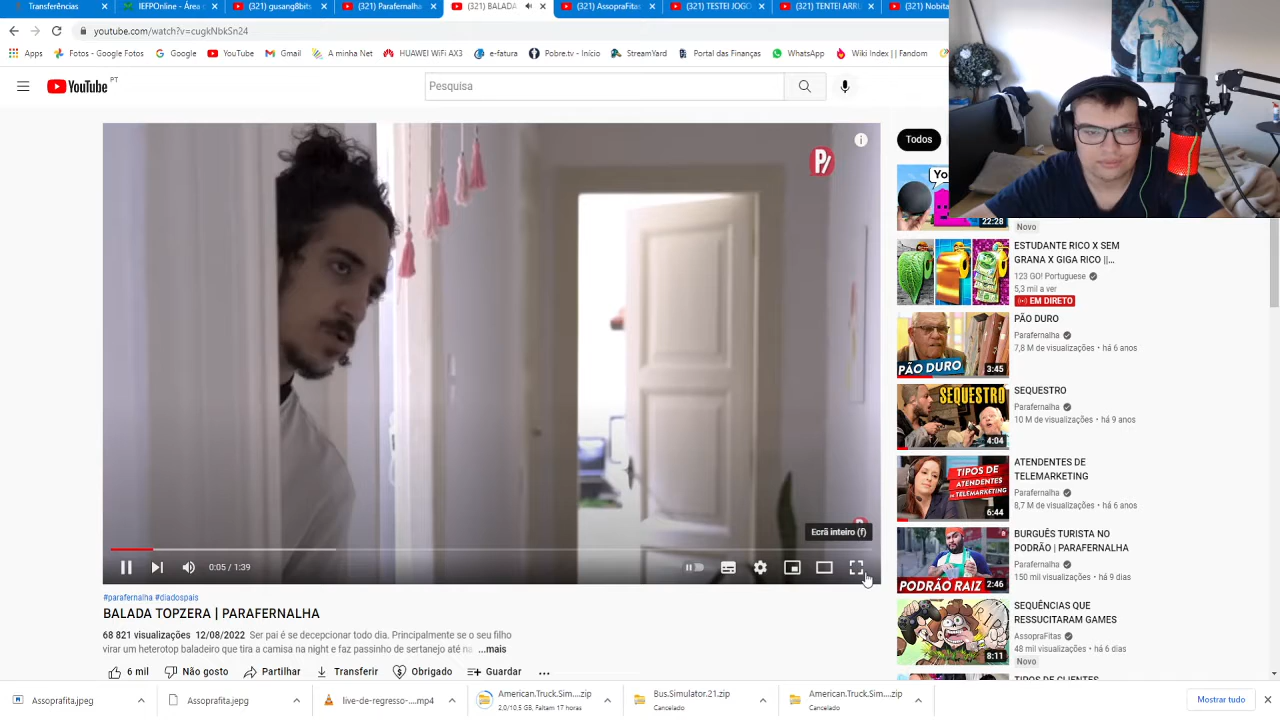 Transferências
IEFPOnline - Área d
(321) gusang8bits
(321) Parafernalha
(321) BALADA
(321) AssopraFitas
(321) TESTEI JOGO
(321) TENTEI ARRU
(321) Nobita
youtube.com/watch?v=cugkNbkSn24
Apps
Fotos - Google Fotos
Google
YouTube
Gmail
A minha Net
HUAWEI WiFi AX3
e-fatura
Pobre.tv - Início
StreamYard
Portal das Finanças
WhatsApp
Wiki Index | Fandom
YouTube PT
Pesquisa
P/
Ecrã inteiro (f)
0:05 / 1:39
#parafernalha #diadospais
BALADA TOPZERA | PARAFERNALHA
68 821 visualizações 12/08/2022 Ser pai é se decepcionar todo dia. Principalmente se o seu filho
virar um heterotop baladeiro que tira a camisa na night e faz passinho de sertanejo até na ...mais
6 mil
Não gosto
Partilhar
Transferir
Obrigado
Guardar
Todos
You
22:28
Novo
ESTUDANTE RICO X SEM
GRANA X GIGA RICO ||...
123 GO! Portuguese
5,3 mil a ver
EM DIRETO
PÃO DURO
3:45
PÃO DURO
Parafernalha
7,8 M de visualizações • há 6 anos
SEQUESTRO
4:04
SEQUESTRO
Parafernalha
10 M de visualizações • há 9 anos
TIPOS DE
ATENDENTES
DE TELEMARKETING
6:44
ATENDENTES DE
TELEMARKETING
Parafernalha
8,7 M de visualizações • há 6 anos
PODRÃO RAIZ
2:46
BURGUÊS TURISTA NO
PODRÃO | PARAFERNALHA
Parafernalha
150 mil visualizações • há 9 dias
RIP
8:11
SEQUÊNCIAS QUE
RESSUCITARAM GAMES
AssopraFitas
48 mil visualizações • há 6 dias
Novo
TIPOS DE CLIENTES
Assoprafita.jpeg
Assoprafita.jepg
live-de-regresso-....mp4
American.Truck.Sim....zip
2,0/10,5 GB, Faltam 17 horas
Bus.Simulator.21.zip
Cancelado
American.Truck.Sim....zip
Cancelado
Mostrar tudo